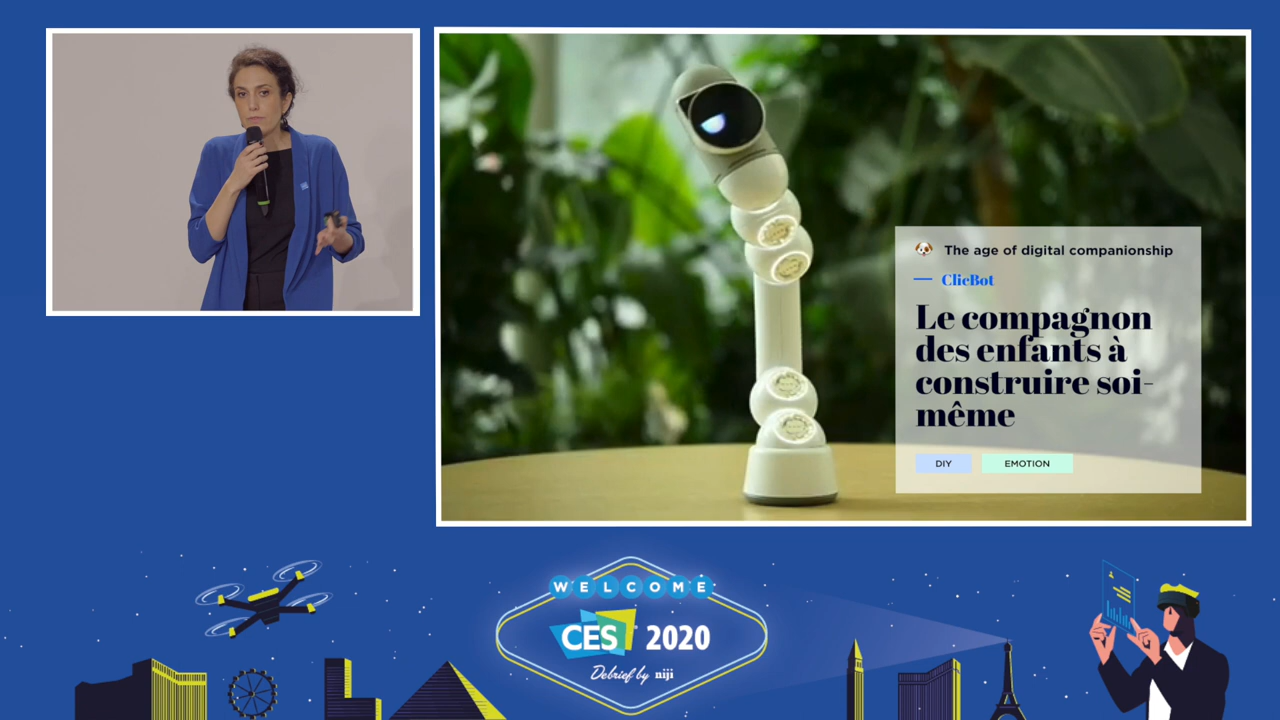 The age of digital companionship
ClicBot
Le compagnon
des enfants à
construire soi-
même
DIY
EMOTION
WELCOME
CES 2020
Debrief by niji